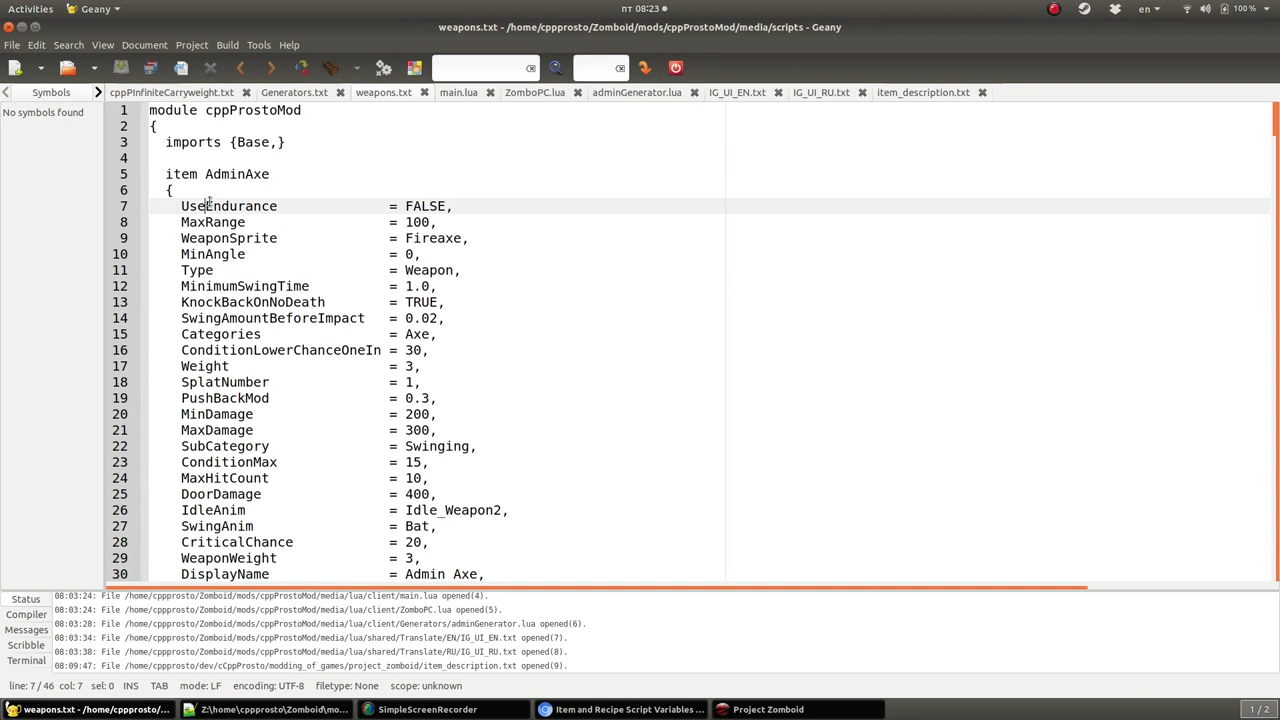 Activities Geany пт 08:23 en 100 %
weapons.txt - /home/cppprosto/Zomboid/mods/cppProstoMod/media/scripts - Geany
File Edit Search View Document Project Build Tools Help
Symbols cppPInfiniteCarryweight.txt Generators.txt weapons.txt main.lua ZomboPC.lua adminGenerator.lua IG_UI_EN.txt IG_UI_RU.txt item_description.txt
No symbols found
1 module cppProstoMod
2 {
3 imports {Base,}
4
5 item AdminAxe
6 {
7 UseEndurance = FALSE,
8 MaxRange = 100,
9 WeaponSprite = Fireaxe,
10 MinAngle = 0,
11 Type = Weapon,
12 MinimumSwingTime = 1.0,
13 KnockBackOnNoDeath = TRUE,
14 SwingAmountBeforeImpact = 0.02,
15 Categories = Axe,
16 ConditionLowerChanceOneIn = 30,
17 Weight = 3,
18 SplatNumber = 1,
19 PushBackMod = 0.3,
20 MinDamage = 200,
21 MaxDamage = 300,
22 SubCategory = Swinging,
23 ConditionMax = 15,
24 MaxHitCount = 10,
25 DoorDamage = 400,
26 IdleAnim = Idle_Weapon2,
27 SwingAnim = Bat,
28 CriticalChance = 20,
29 WeaponWeight = 3,
30 DisplayName = Admin Axe,
Status
Compiler
Messages
Scribble
Terminal
08:03:24: File /home/cppprosto/Zomboid/mods/cppProstoMod/media/lua/client/main.lua opened(4).
08:03:24: File /home/cppprosto/Zomboid/mods/cppProstoMod/media/lua/client/ZomboPC.lua opened(5).
08:03:28: File /home/cppprosto/Zomboid/mods/cppProstoMod/media/lua/client/Generators/adminGenerator.lua opened(6).
08:03:34: File /home/cppprosto/Zomboid/mods/cppProstoMod/media/lua/shared/Translate/EN/IG_UI_EN.txt opened(7).
08:03:38: File /home/cppprosto/Zomboid/mods/cppProstoMod/media/lua/shared/Translate/RU/IG_UI_RU.txt opened(8).
08:09:47: File /home/cppprosto/dev/cCppProsto/modding_of_games/project_zomboid/item_description.txt opened(9).
line: 7 / 46 col: 7 sel: 0 INS TAB mode: LF encoding: UTF-8 filetype: None scope: unknown
weapons.txt - /home/cppprosto/... Z:\home\cppprosto\Zomboid\mo... SimpleScreenRecorder Item and Recipe Script Variables ... Project Zomboid 1 / 2